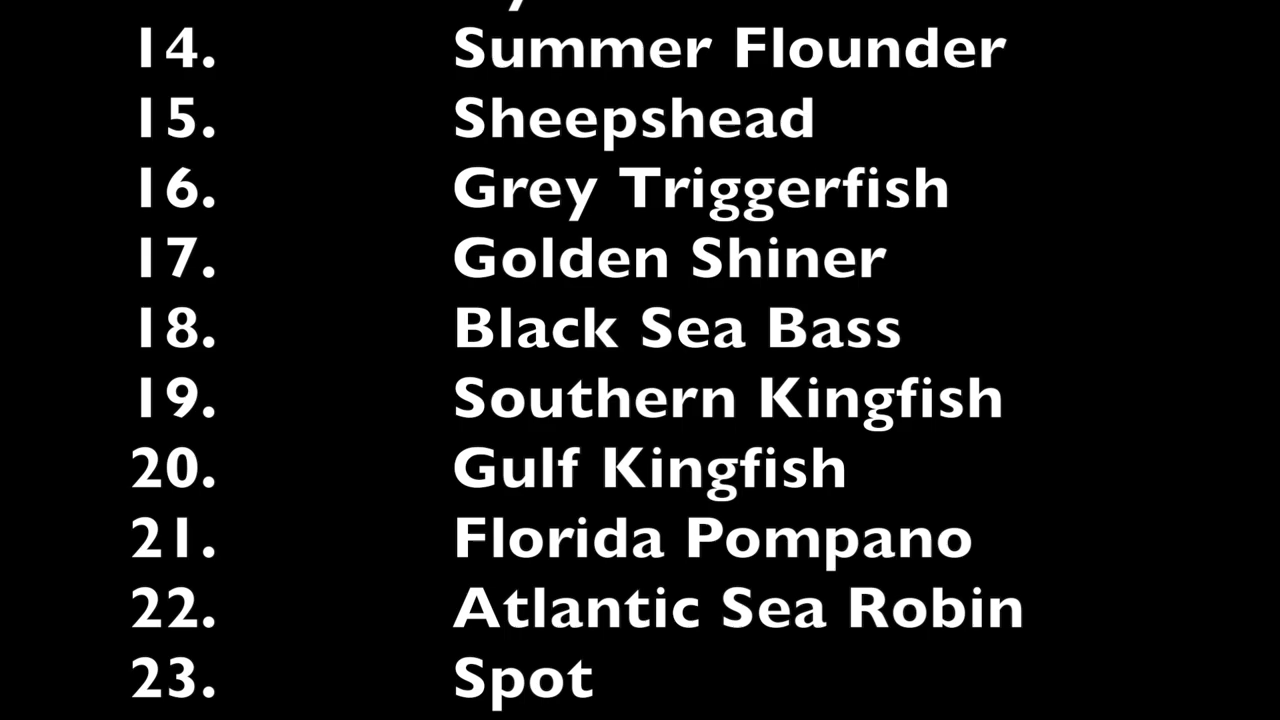 14. Summer Flounder
15. Sheepshead
16. Grey Triggerfish
17. Golden Shiner
18. Black Sea Bass
19. Southern Kingfish
20. Gulf Kingfish
21. Florida Pompano
22. Atlantic Sea Robin
23. Spot